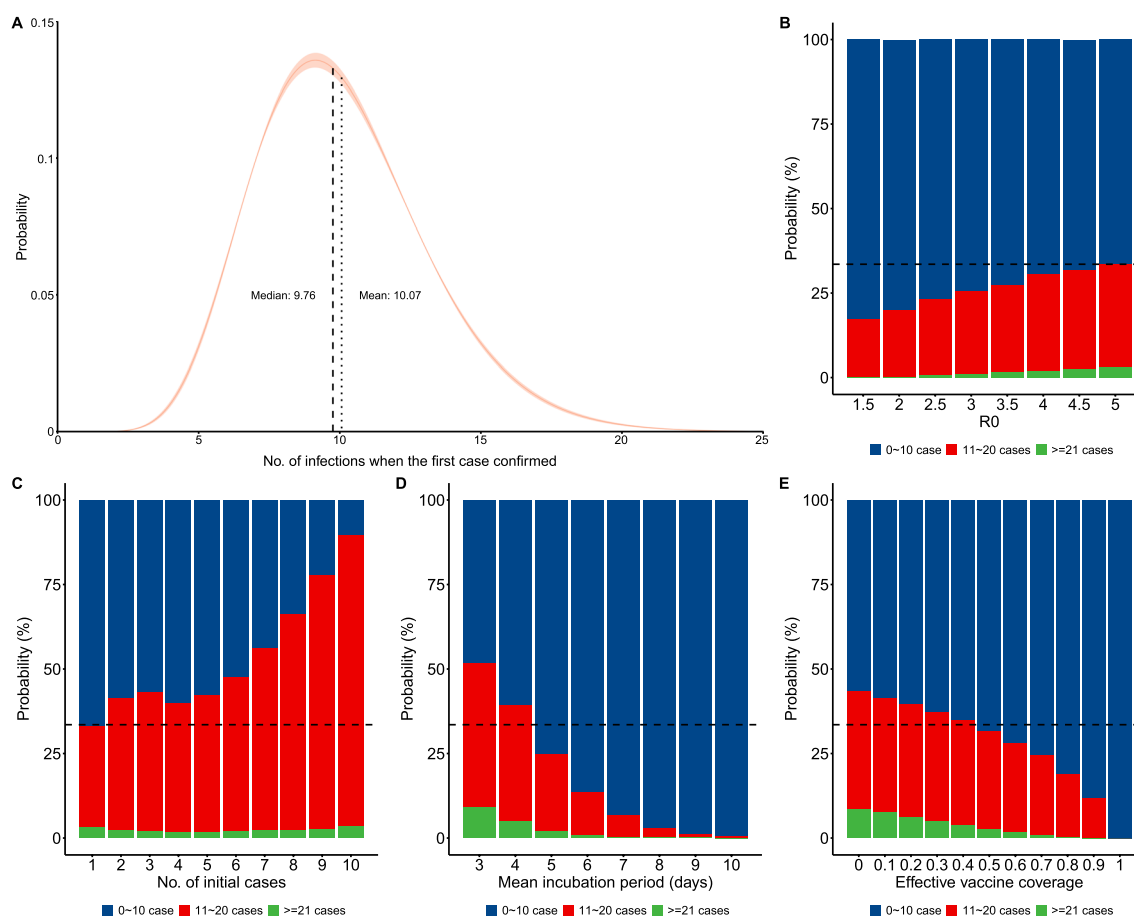 A
0.15
0.1
0.05
0
Probability
Median: 9.76
Mean: 10.07
0 5 10 15 20 25
No. of infections when the first case confirmed
B
100
75
50
25
0
Probability (%)
1.5 2 2.5 3 3.5 4 4.5 5
R0
0~10 case 11~20 cases >=21 cases
C
100
75
50
25
0
Probability (%)
1 2 3 4 5 6 7 8 9 10
No. of initial cases
0~10 case 11~20 cases >=21 cases
D
100
75
50
25
0
Probability (%)
3 4 5 6 7 8 9 10
Mean incubation period (days)
0~10 case 11~20 cases >=21 cases
E
100
75
50
25
0
Probability (%)
0 0.1 0.2 0.3 0.4 0.5 0.6 0.7 0.8 0.9 1
Effective vaccine coverage
0~10 case 11~20 cases >=21 cases